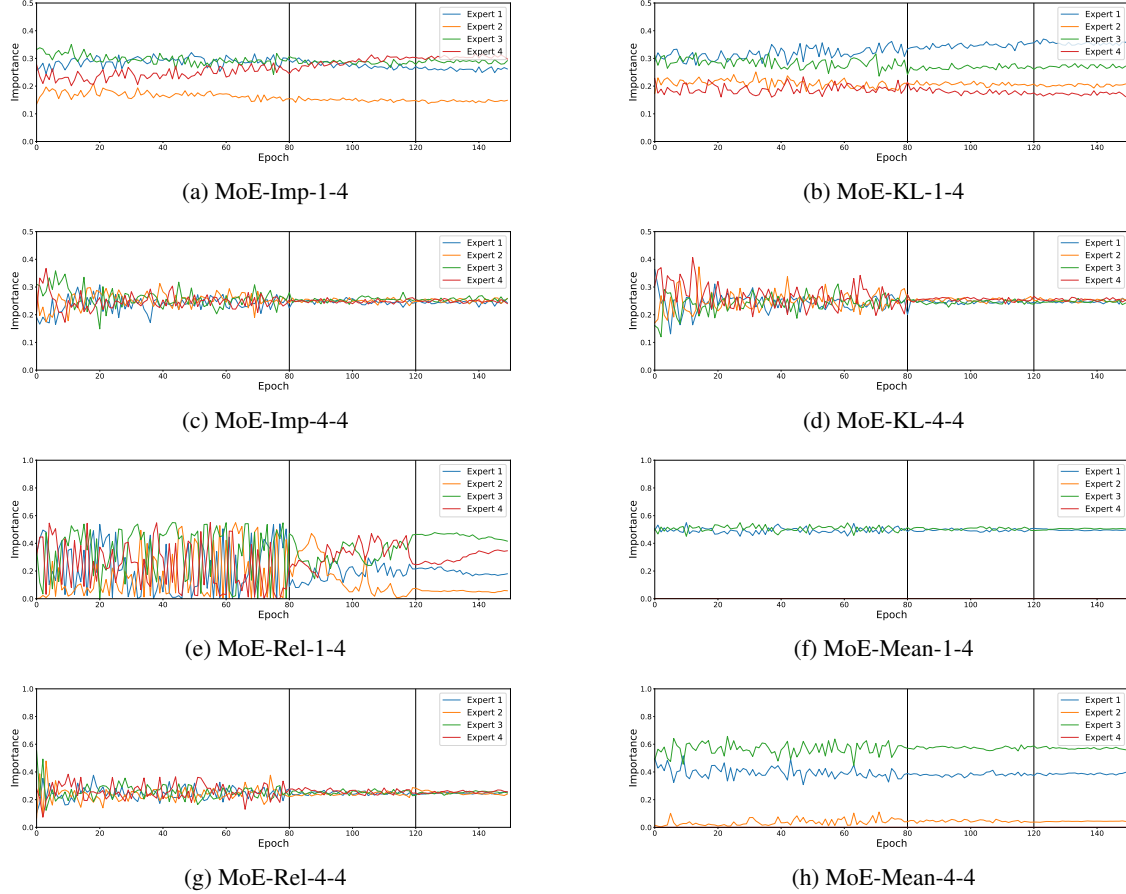 0.5
0.4
0.3
0.2
0.1
0.0
Importance
0 20 40 60 80 100 120 140
Epoch
Expert 1
Expert 2
Expert 3
Expert 4
(a) MoE-Imp-1-4
0.5
0.4
0.3
0.2
0.1
0.0
Importance
0 20 40 60 80 100 120 140
Epoch
Expert 1
Expert 2
Expert 3
Expert 4
(b) MoE-KL-1-4
0.5
0.4
0.3
0.2
0.1
0.0
Importance
0 20 40 60 80 100 120 140
Epoch
Expert 1
Expert 2
Expert 3
Expert 4
(c) MoE-Imp-4-4
0.5
0.4
0.3
0.2
0.1
0.0
Importance
0 20 40 60 80 100 120 140
Epoch
Expert 1
Expert 2
Expert 3
Expert 4
(d) MoE-KL-4-4
1.0
0.8
0.6
0.4
0.2
0.0
Importance
0 20 40 60 80 100 120 140
Epoch
Expert 1
Expert 2
Expert 3
Expert 4
(e) MoE-Rel-1-4
1.0
0.8
0.6
0.4
0.2
0.0
Importance
0 20 40 60 80 100 120 140
Epoch
Expert 1
Expert 2
Expert 3
Expert 4
(f) MoE-Mean-1-4
1.0
0.8
0.6
0.4
0.2
0.0
Importance
0 20 40 60 80 100 120 140
Epoch
Expert 1
Expert 2
Expert 3
Expert 4
(g) MoE-Rel-4-4
1.0
0.8
0.6
0.4
0.2
0.0
Importance
0 20 40 60 80 100 120 140
Epoch
Expert 1
Expert 2
Expert 3
Expert 4
(h) MoE-Mean-4-4